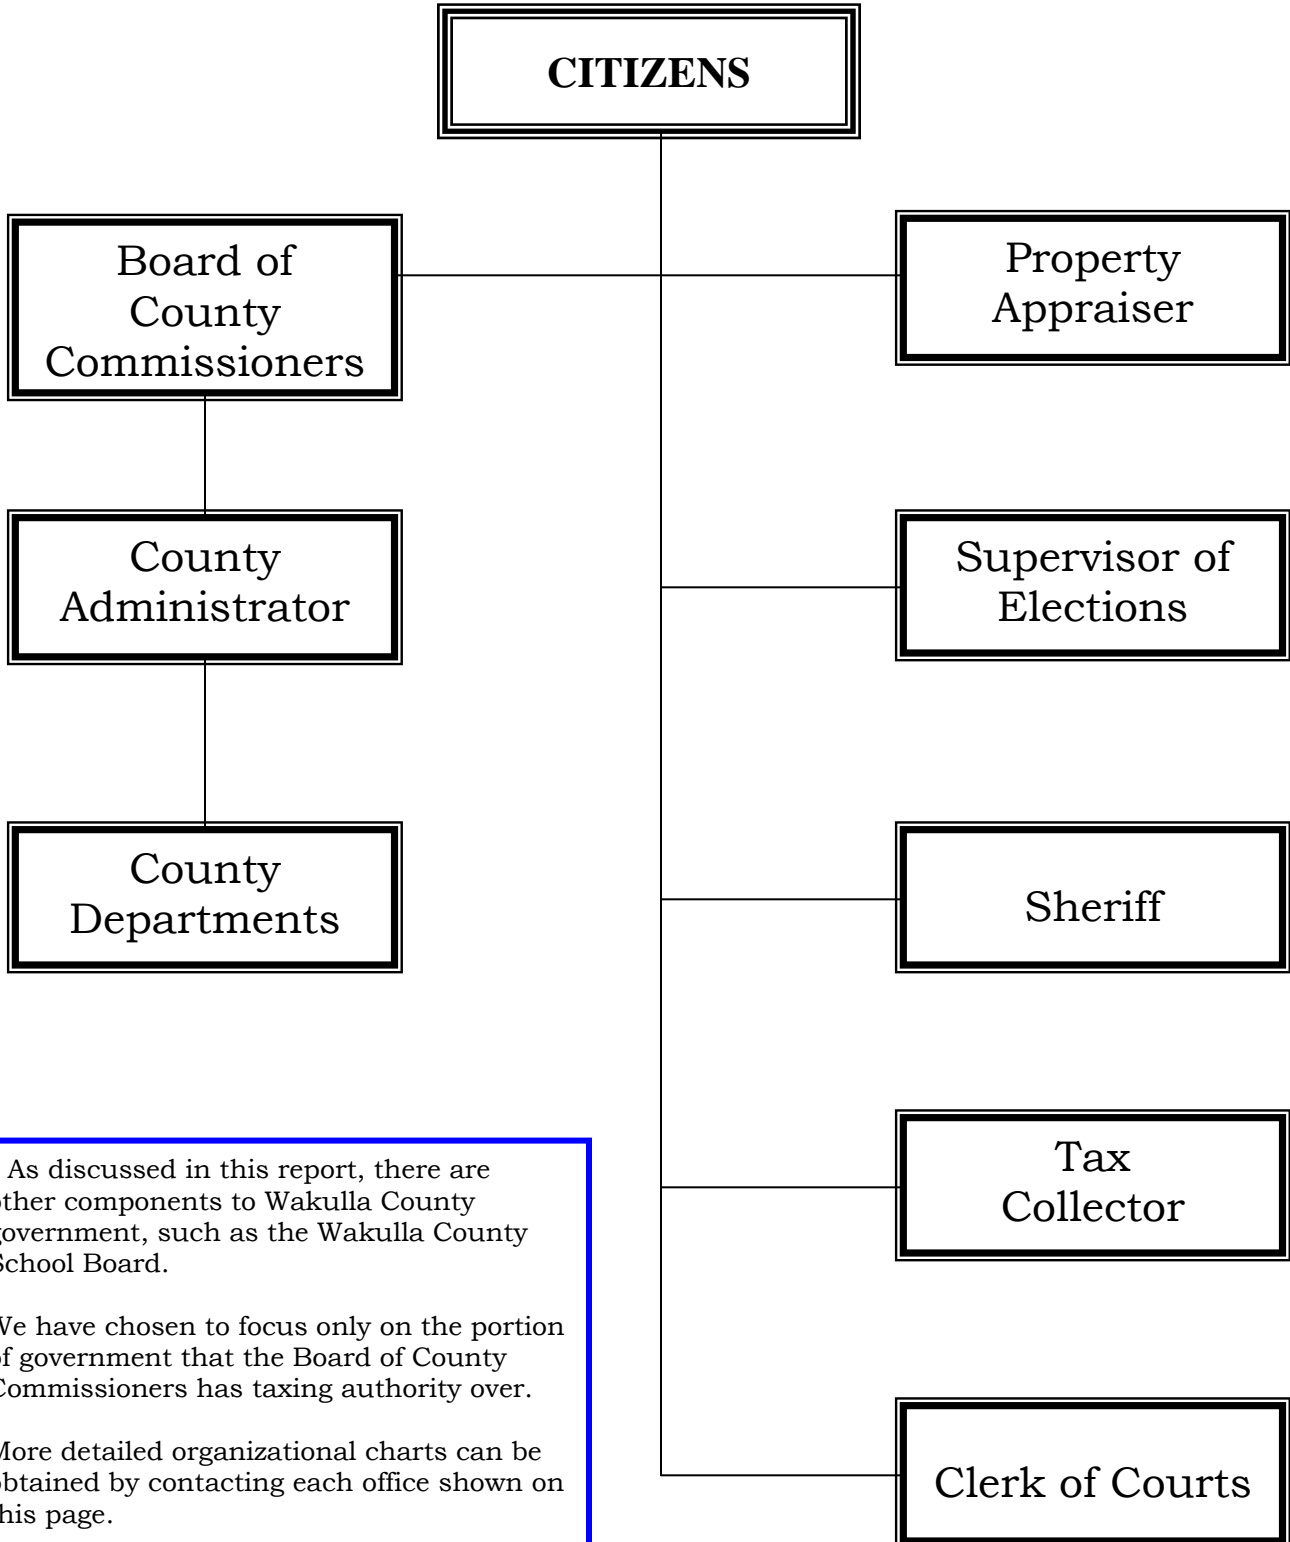 CITIZENS
Board of
County
Commissioners
Property
Appraiser
County
Administrator
Supervisor of
Elections
County
Departments
Sheriff
Tax
Collector
As discussed in this report, there are
other components to Wakulla County
government, such as the Wakulla County
School Board.
We have chosen to focus only on the portion
of government that the Board of County
Commissioners has taxing authority over.
More detailed organizational charts can be
obtained by contacting each office shown on
this page.
Clerk of Courts